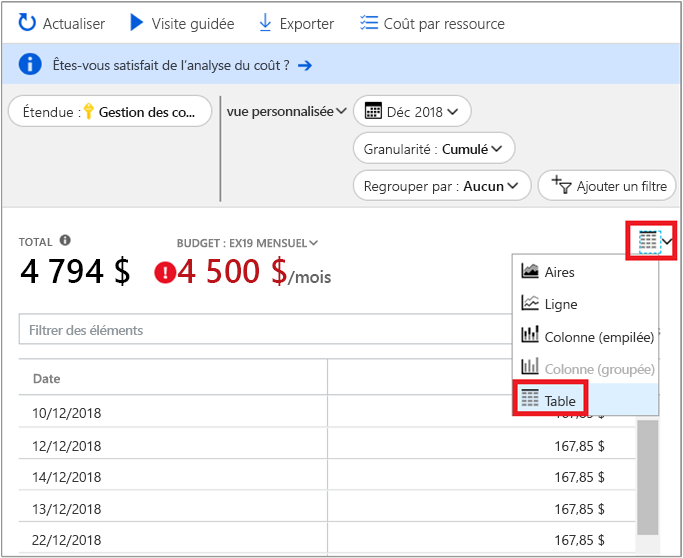 Actualiser Visite guidée Exporter Coût par ressource
Êtes-vous satisfait de l'analyse du coût ? →
Étendue : Gestion des co... vue personnalisée Déc 2018
Granularité : Cumulé
Regrouper par : Aucun Ajouter un filtre
TOTAL BUDGET : EX19 MENSUEL
4 794 $ 4 500 $/mois
Aires
Ligne
Colonne (empilée)
Colonne (groupée)
Table
Filtrer des éléments
Date
10/12/2018 167,85 $
12/12/2018 167,85 $
14/12/2018 167,85 $
13/12/2018 167,85 $
22/12/2018 167,85 $